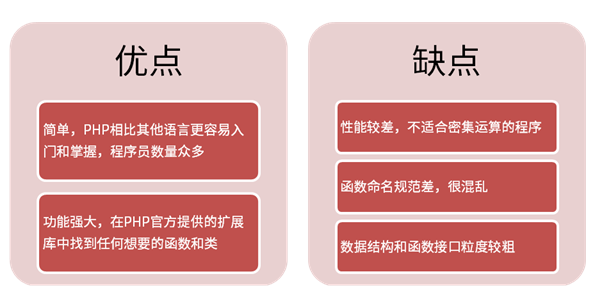 优点
简单，PHP相比其他语言更容易入
门和掌握，程序员数量众多
功能强大，在PHP官方提供的扩展
库中找到任何想要的函数和类
缺点
性能较差，不适合密集运算的程序
函数命名规范差，很混乱
数据结构和函数接口粒度较粗